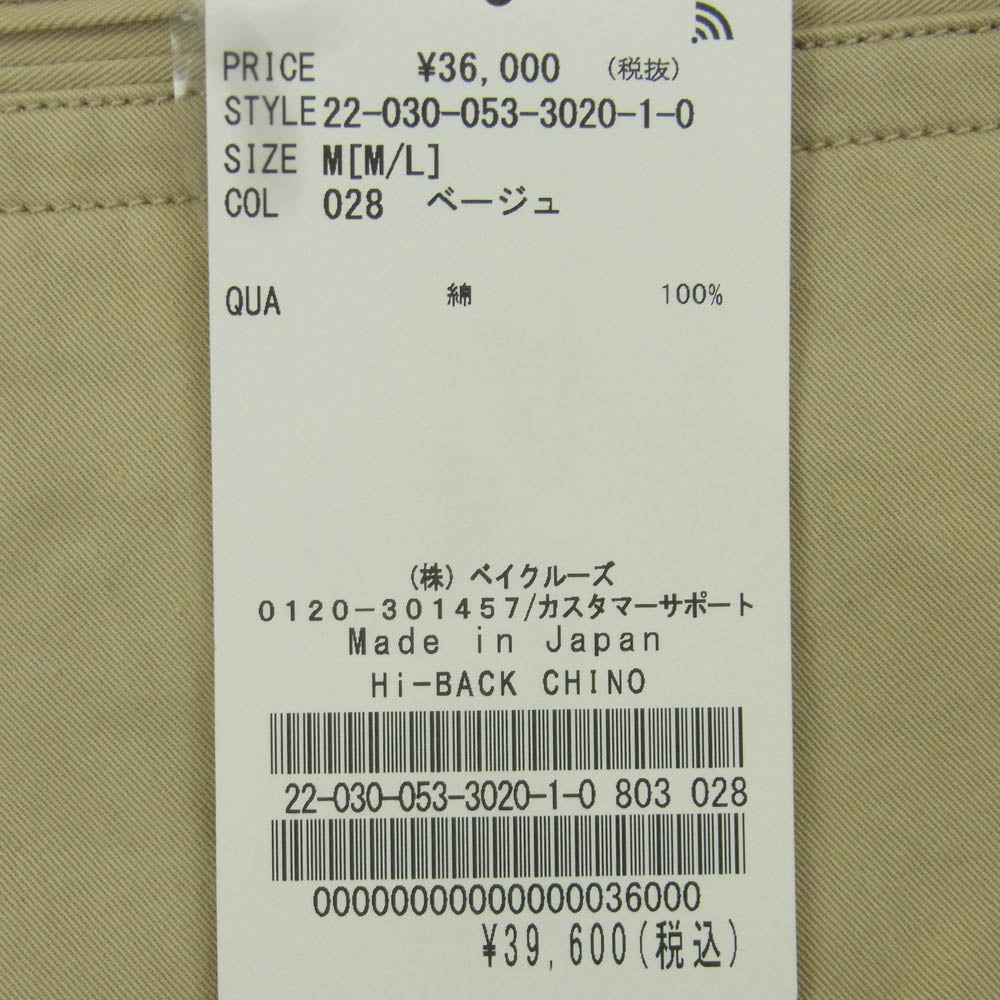 PRICE ¥36,000 (税抜)
STYLE 22-030-053-3020-1-0
SIZE M[M/L]
COL 028 ベージュ
QUA 綿 100%
(株) ベイクルーズ
0120-301457/カスタマーサポート
Made in Japan
Hi-BACK CHINO
22-030-053-3020-1-0 803 028
00000000000000036000
¥39,600(税込)